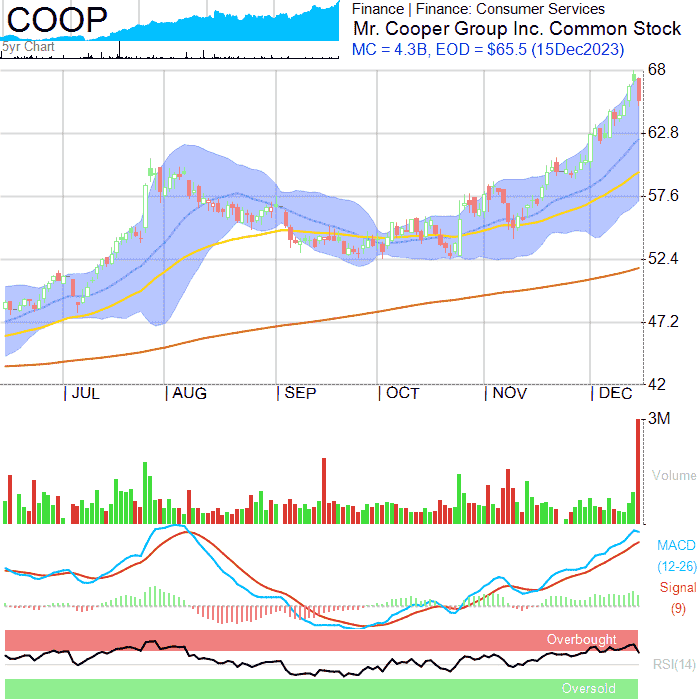 COOP
5yr Chart
Finance | Finance: Consumer Services
Mr. Cooper Group Inc. Common Stock
MC = 4.3B, EOD = $65.5 (15Dec2023)
68
62.8
57.6
52.4
47.2
42
JUL AUG SEP OCT NOV DEC
3M
Volume
MACD
(12-26)
Signal
(9)
Overbought
RSI(14)
Oversold